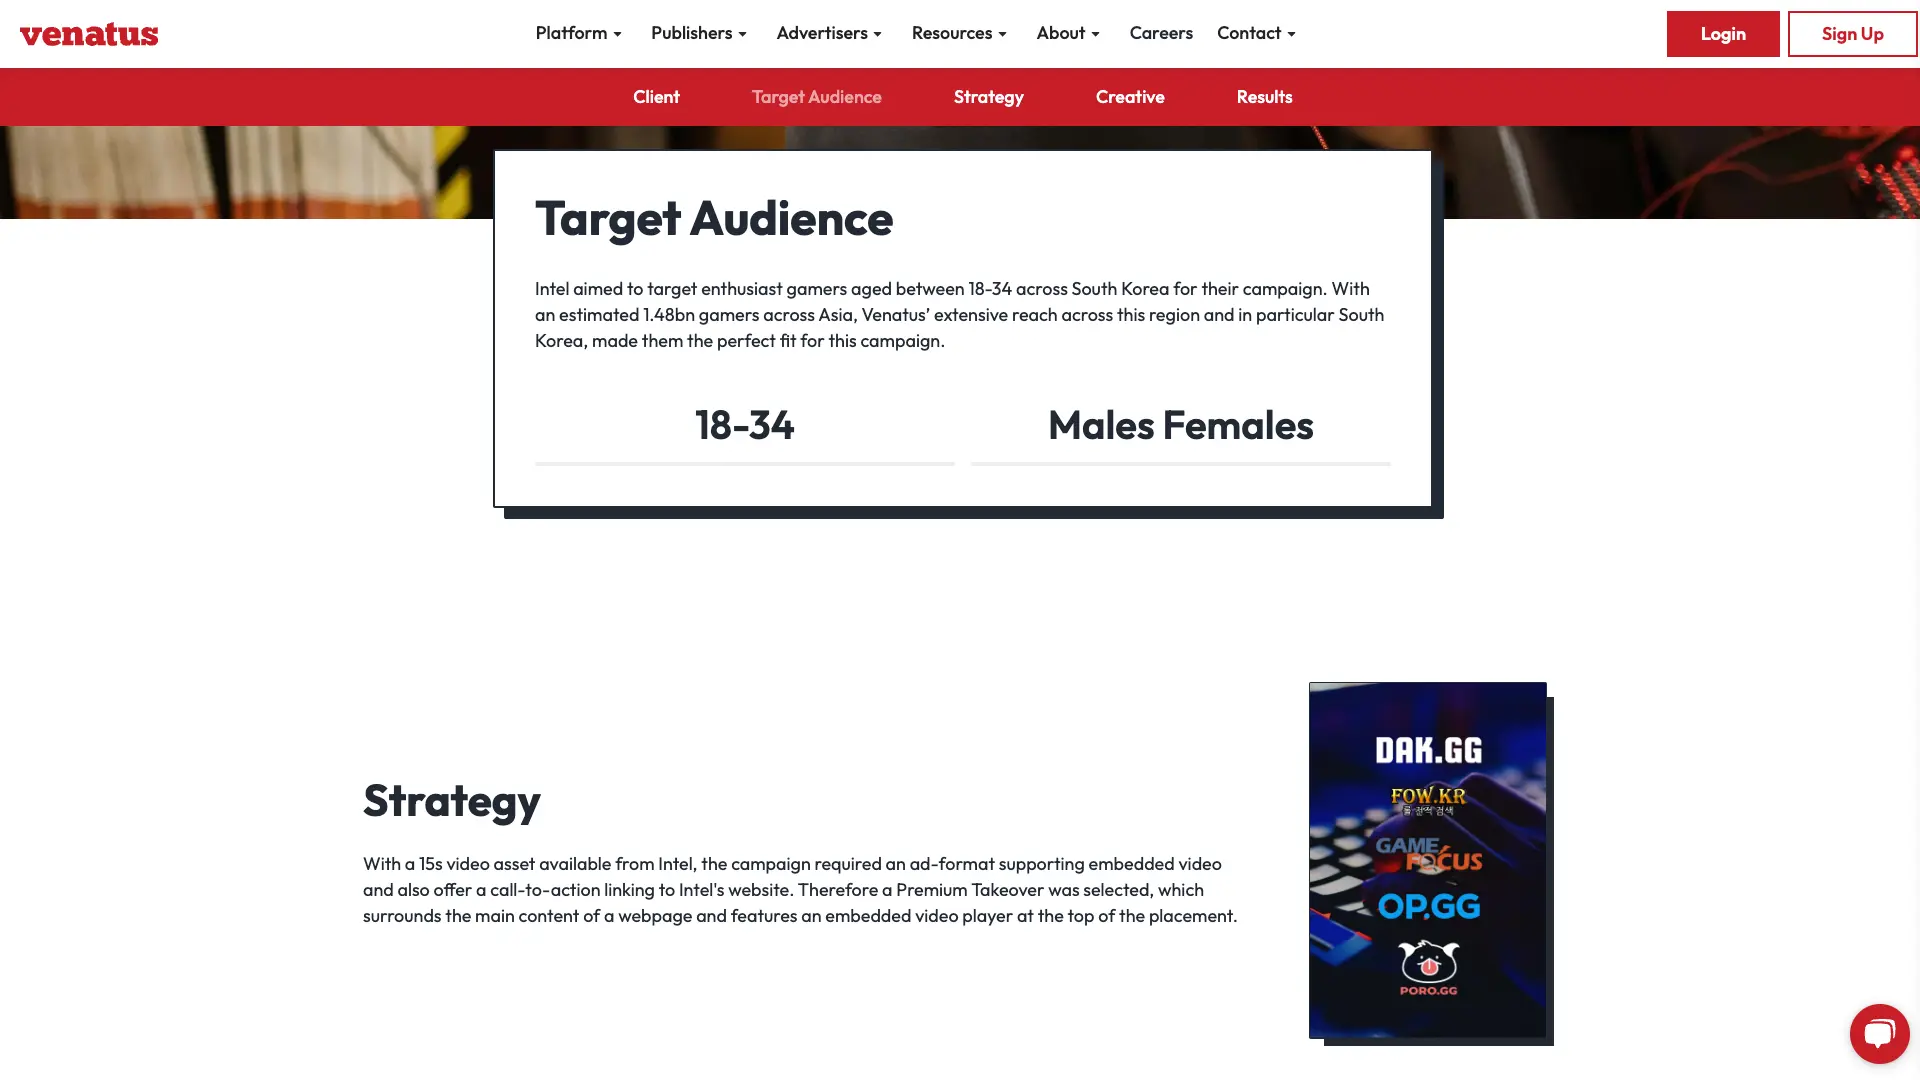 venatus
Platform
Publishers
Advertisers
Resources
About
Careers
Contact
Login
Sign Up
Client
Target Audience
Strategy
Creative
Results
Target Audience
Intel aimed to target enthusiast gamers aged between 18-34 across South Korea for their campaign. With
an estimated 1.48bn gamers across Asia, Venatus’ extensive reach across this region and in particular South
Korea, made them the perfect fit for this campaign.
18-34
Males Females
Strategy
With a 15s video asset available from Intel, the campaign required an ad-format supporting embedded video
and also offer a call-to-action linking to Intel's website. Therefore a Premium Takeover was selected, which
surrounds the main content of a webpage and features an embedded video player at the top of the placement.
DAK.GG
FOW.KR
롤 전적 검색
GAME
FOCUS
OP.GG
PORO.GG